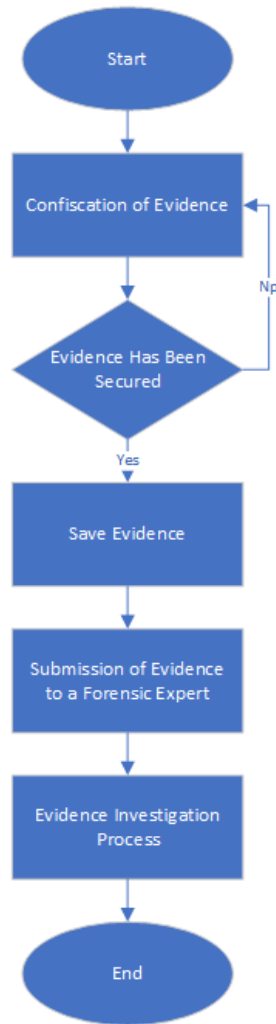 Start
Confiscation of Evidence
No
Evidence Has Been
Secured
Yes
Save Evidence
Submission of Evidence
to a Forensic Expert
Evidence Investigation
Process
End